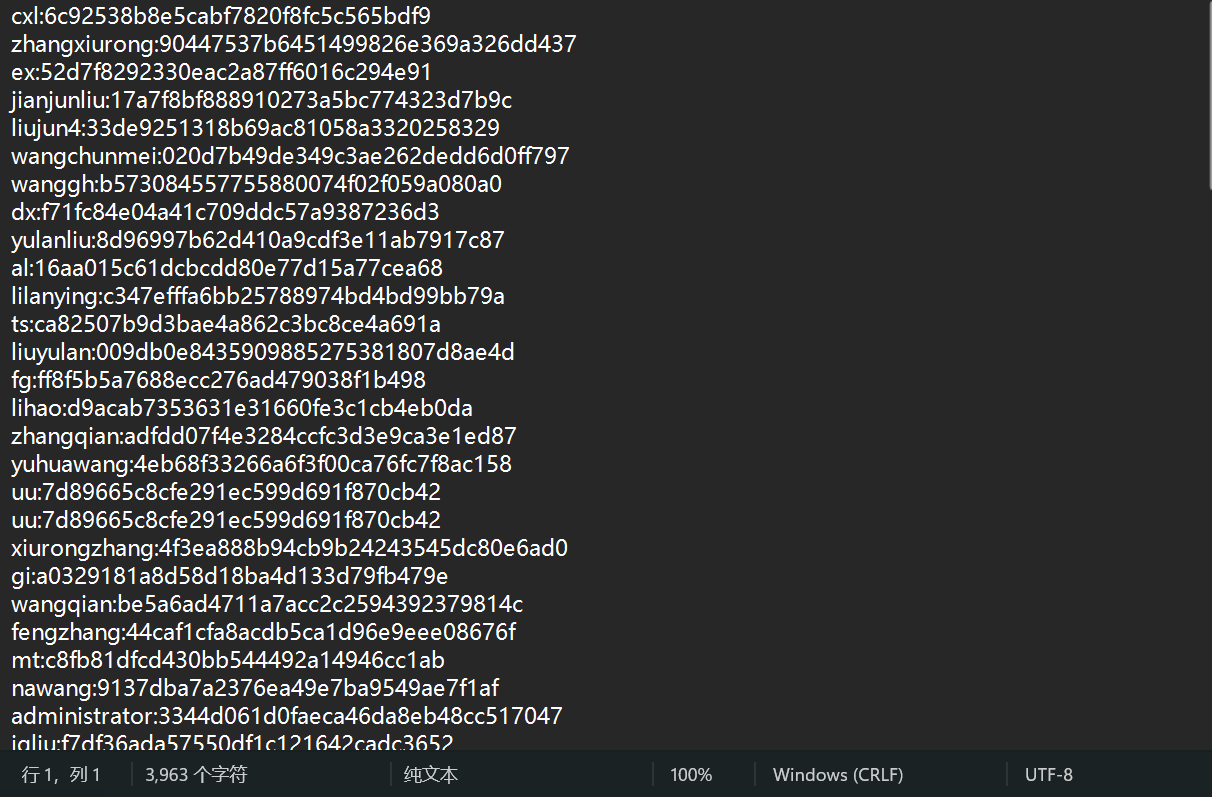 cxl:6c92538b8e5cabf7820f8fc5c565bdf9
zhangxiurong:90447537b6451499826e369a326dd437
ex:52d7f8292330eac2a87ff6016c294e91
jianjunliu:17a7f8bf888910273a5bc774323d7b9c
liujun4:33de9251318b69ac81058a3320258329
wangchunmei:020d7b49de349c3ae262dedd6d0ff797
wanggh:b573084557755880074f02f059a080a0
dx:f71fc84e04a41c709ddc57a9387236d3
yulanliu:8d96997b62d410a9cdf3e11ab7917c87
al:16aa015c61dcbcdd80e77d15a77cea68
lilanying:c347efffa6bb25788974bd4bd99bb79a
ts:ca82507b9d3bae4a862c3bc8ce4a691a
liuyulan:009db0e8435909885275381807d8ae4d
fg:ff8f5b5a7688ecc276ad479038f1b498
lihao:d9acab7353631e31660fe3c1cb4eb0da
zhangqian:adfdd07f4e3284ccfc3d3e9ca3e1ed87
yuhuawang:4eb68f33266a6f3f00ca76fc7f8ac158
uu:7d89665c8cfe291ec599d691f870cb42
uu:7d89665c8cfe291ec599d691f870cb42
xiurongzhang:4f3ea888b94cb9b24243545dc80e6ad0
gi:a0329181a8d58d18ba4d133d79fb479e
wangqian:be5a6ad4711a7acc2c2594392379814c
fengzhang:44caf1cfa8acdb5ca1d96e9eee08676f
mt:c8fb81dfcd430bb544492a14946cc1ab
nawang:9137dba7a2376ea49e7ba9549ae7f1af
administrator:3344d061d0faeca46da8eb48cc517047
iqliu:f7df36ada57550df1c121642cadc3652
行 1，列 1 3,963 个字符 纯文本 100% Windows (CRLF) UTF-8